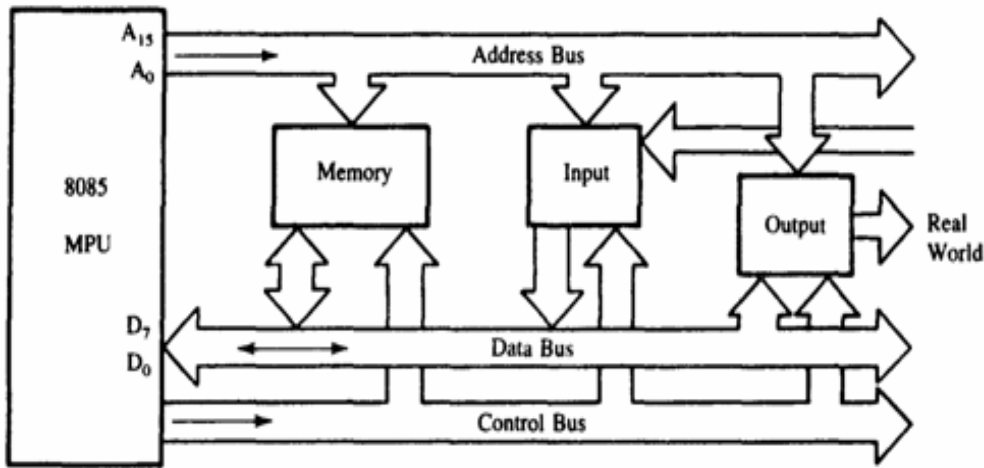 A15
Address Bus
A0
8085
MPU
Memory
Input
Output
Real
World
D7
Data Bus
D0
Control Bus